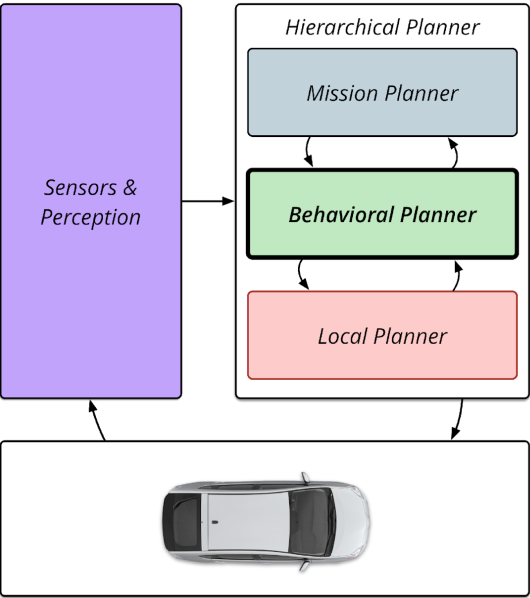 Hierarchical Planner
Mission Planner
Sensors &
Perception
Behavioral Planner
Local Planner